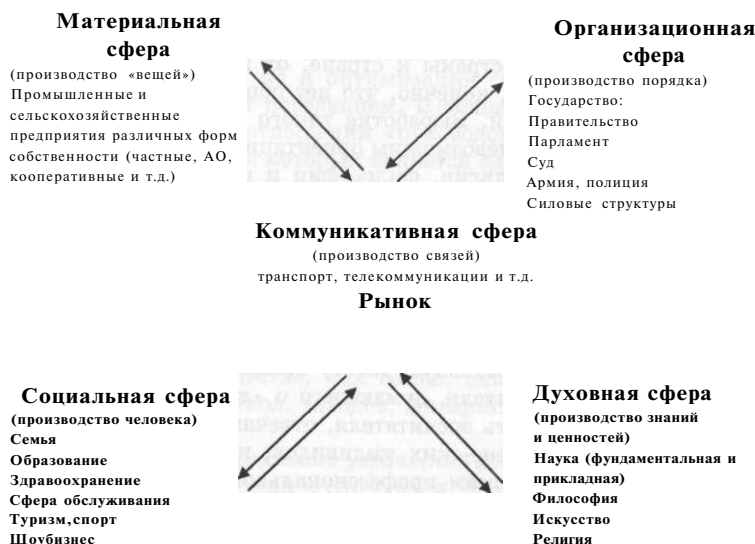 Материальная
сфера
(производство «вещей»)
Промышленные и
сельскохозяйственные
предприятия различных форм
собственности (частные, АО,
кооперативные и т.д.)
Организационная
сфера
(производство порядка)
Государство:
Правительство
Парламент
Суд
Армия, полиция
Силовые структуры
Коммуникативная сфера
(производство связей)
транспорт, телекоммуникации и т.д.
Рынок
Социальная сфера
(производство человека)
Семья
Образование
Здравоохранение
Сфера обслуживания
Туризм,спорт
Шоубизнес
Духовная сфера
(производство знаний
и ценностей)
Наука (фундаментальная и
прикладная)
Философия
Искусство
Религия